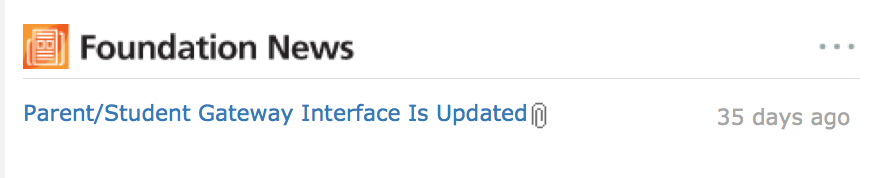 Foundation News
Parent/Student Gateway Interface Is Updated 35 days ago